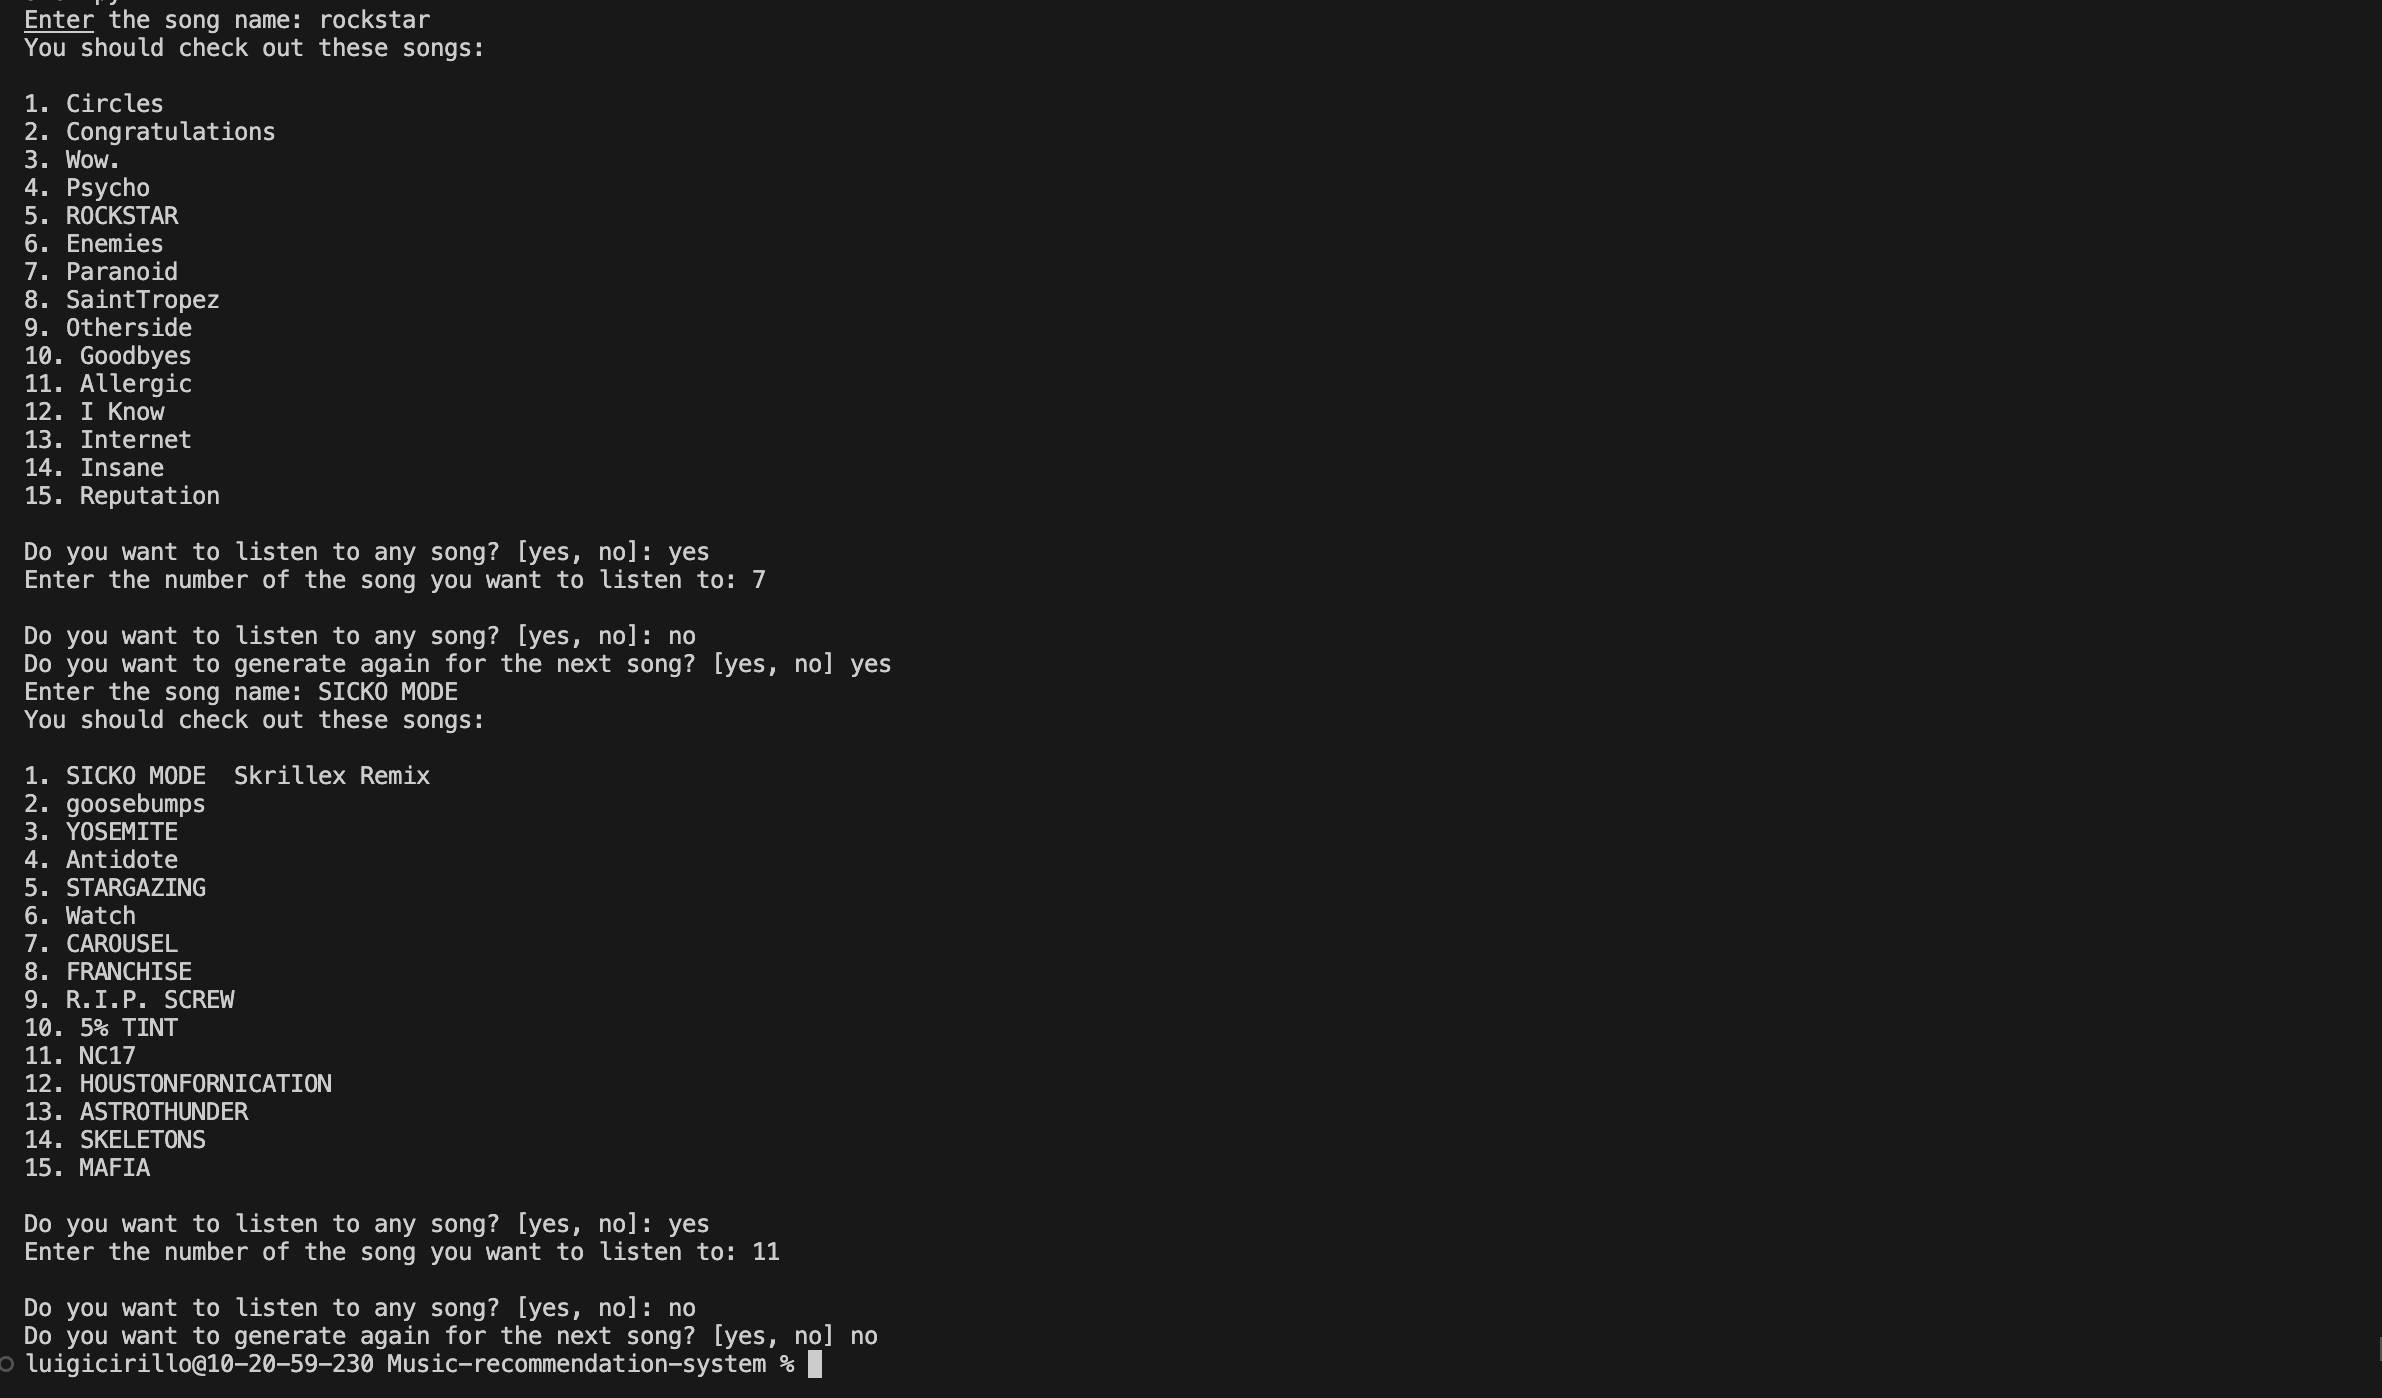 Enter the song name: rockstar
You should check out these songs:
1. Circles
2. Congratulations
3. Wow.
4. Psycho
5. ROCKSTAR
6. Enemies
7. Paranoid
8. SaintTropez
9. Otherside
10. Goodbyes
11. Allergic
12. I Know
13. Internet
14. Insane
15. Reputation
Do you want to listen to any song? [yes, no]: yes
Enter the number of the song you want to listen to: 7
Do you want to listen to any song? [yes, no]: no
Do you want to generate again for the next song? [yes, no] yes
Enter the song name: SICKO MODE
You should check out these songs:
1. SICKO MODE  Skrillex Remix
2. goosebumps
3. YOSEMITE
4. Antidote
5. STARGAZING
6. Watch
7. CAROUSEL
8. FRANCHISE
9. R.I.P. SCREW
10. 5% TINT
11. NC17
12. HOUSTONFORNICATION
13. ASTROTHUNDER
14. SKELETONS
15. MAFIA
Do you want to listen to any song? [yes, no]: yes
Enter the number of the song you want to listen to: 11
Do you want to listen to any song? [yes, no]: no
Do you want to generate again for the next song? [yes, no] no
luigicirillo@10-20-59-230 Music-recommendation-system %